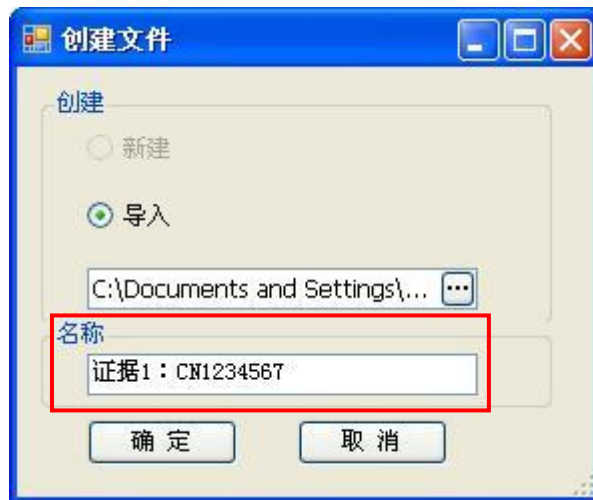 创建文件
创建
新建
导入
C:\Documents and Settings\...
...
名称
证据1：CN1234567
确 定
取 消